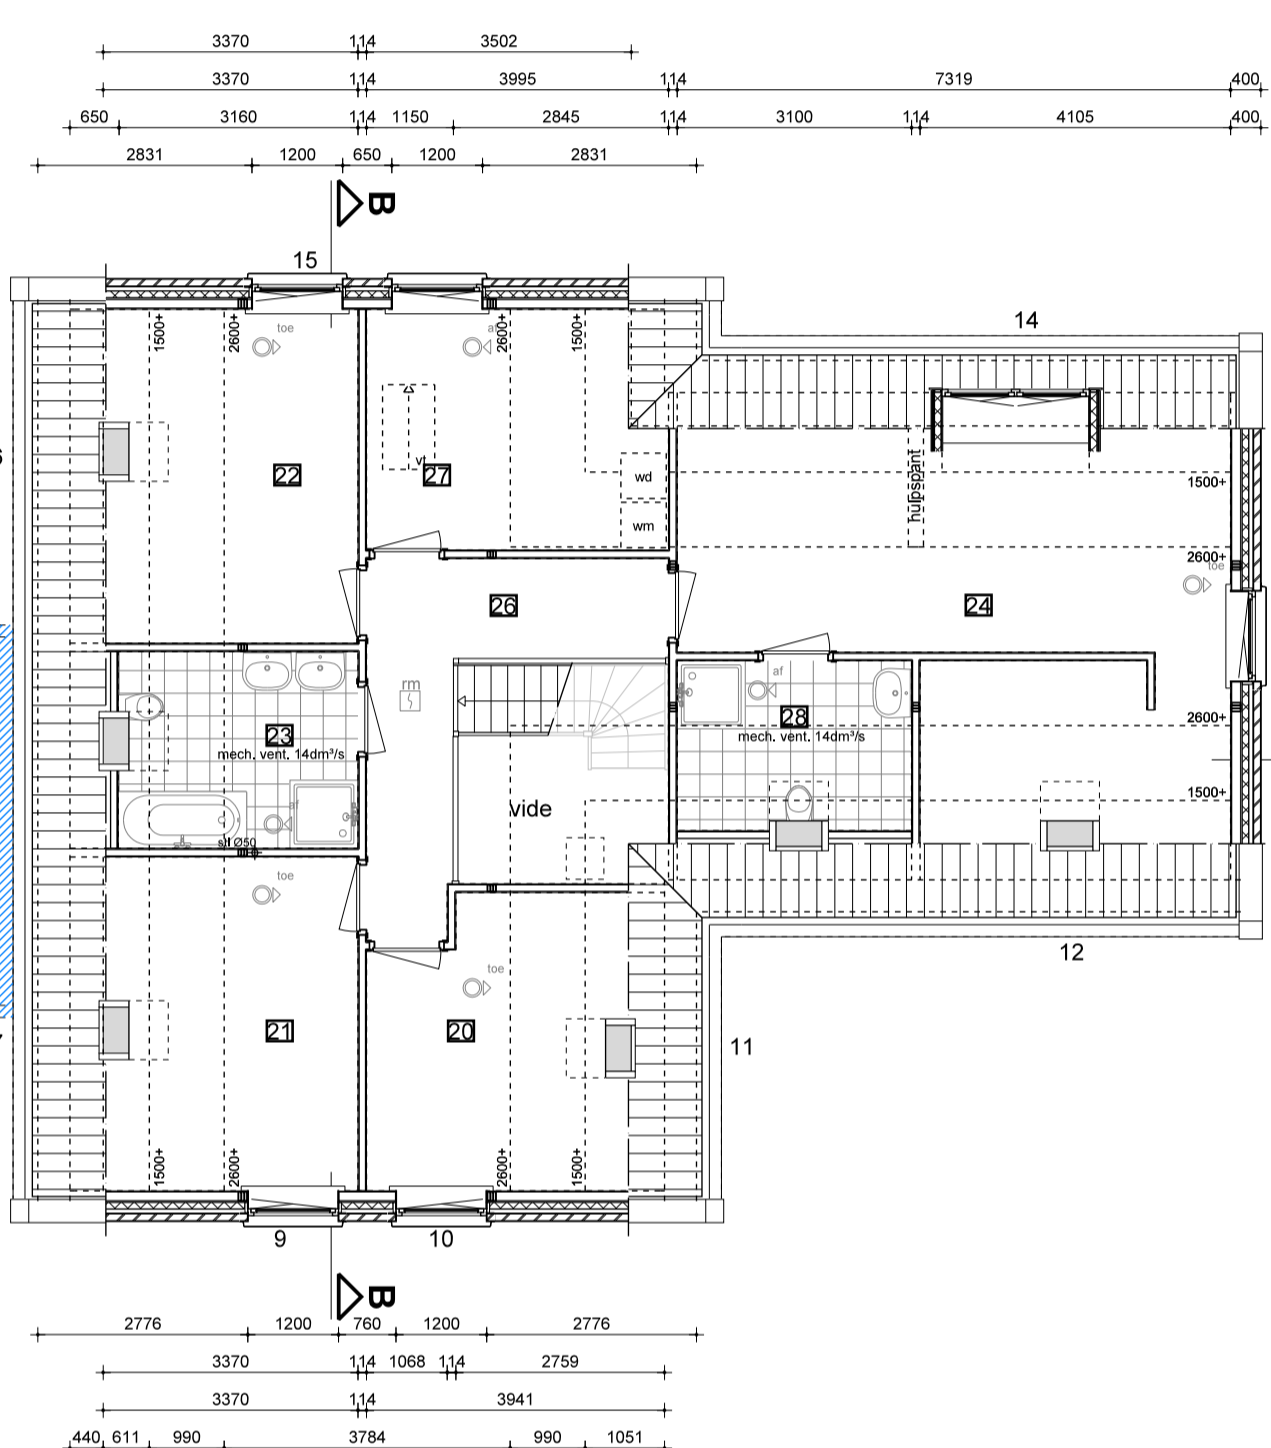 3370 114 3502
3370 114 3995 114 7319 400
650 3160 114 1150 2845 114 3100 114 4105 400
2831 1200 650 1200 2831
B
15
14
1500+ 2600+ toe af 2600+ 1500+
22 vt 27 wd hulpspant 1500+
wm
2600+
toe
26 24
rm af
23 28 2600+
mech. vent. 14dm³/s mech. vent. 14dm³/s
vide 1500+
af
Ø50
toe
12
toe
21 20 11
1500+ 2600+ 2600+ 1500+
9 10
B
2776 1200 760 1200 2776
3370 114 1068 114 2759
3370 114 3941
440 611 990 3784 990 1051